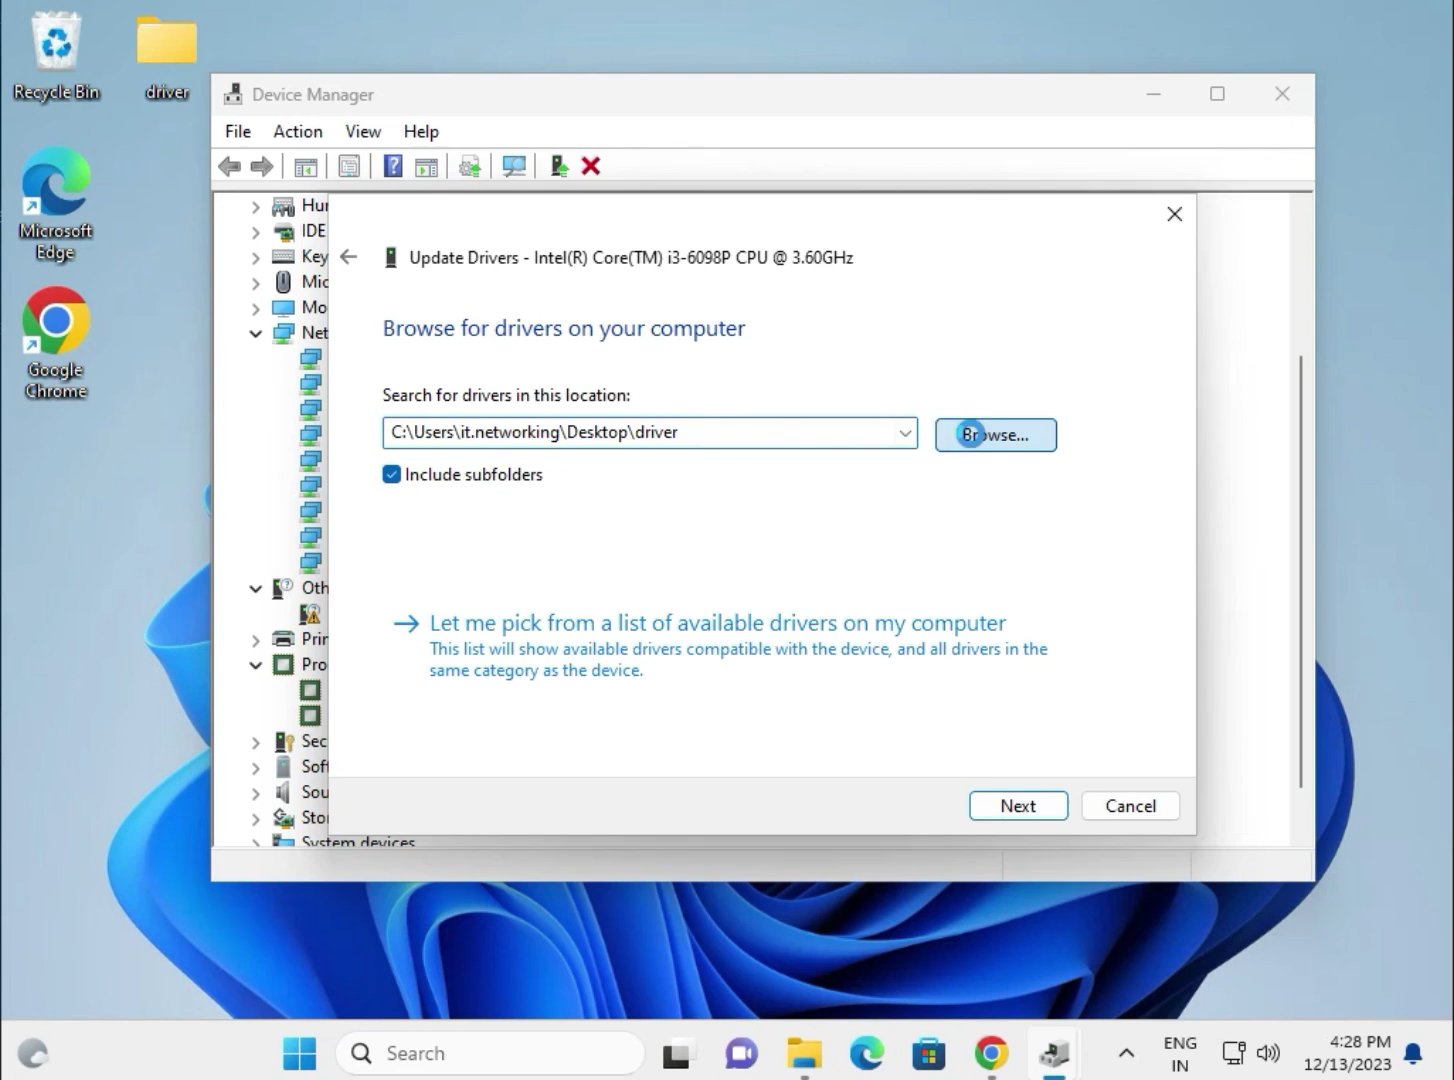 Recycle Bin
driver
Microsoft
Edge
Google
Chrome
Device Manager
File Action View Help
Hur
IDE
Key
Mic
Mo
Net
Oth
Prin
Pro
Sec
Soft
Sou
Stor
System devices
Update Drivers - Intel(R) Core(TM) i3-6098P CPU @ 3.60GHz
Browse for drivers on your computer
Search for drivers in this location:
C:\Users\it.networking\Desktop\driver
Browse...
Include subfolders
Let me pick from a list of available drivers on my computer
This list will show available drivers compatible with the device, and all drivers in the
same category as the device.
Next Cancel
Search
ENG
IN
4:28 PM
12/13/2023